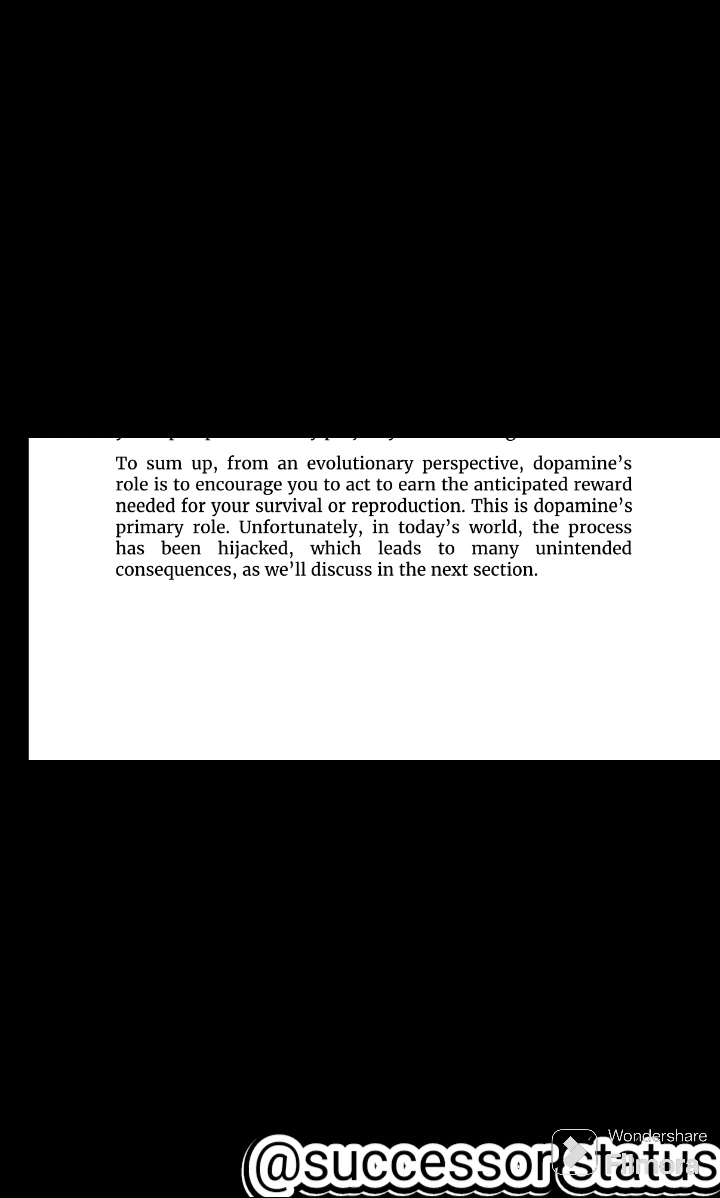 To sum up, from an evolutionary perspective, dopamine's
role is to encourage you to act to earn the anticipated reward
needed for your survival or reproduction. This is dopamine's
primary role. Unfortunately, in today's world, the process
has been hijacked, which leads to many unintended
consequences, as we'll discuss in the next section.
Wondershare
Filmora
@successor status